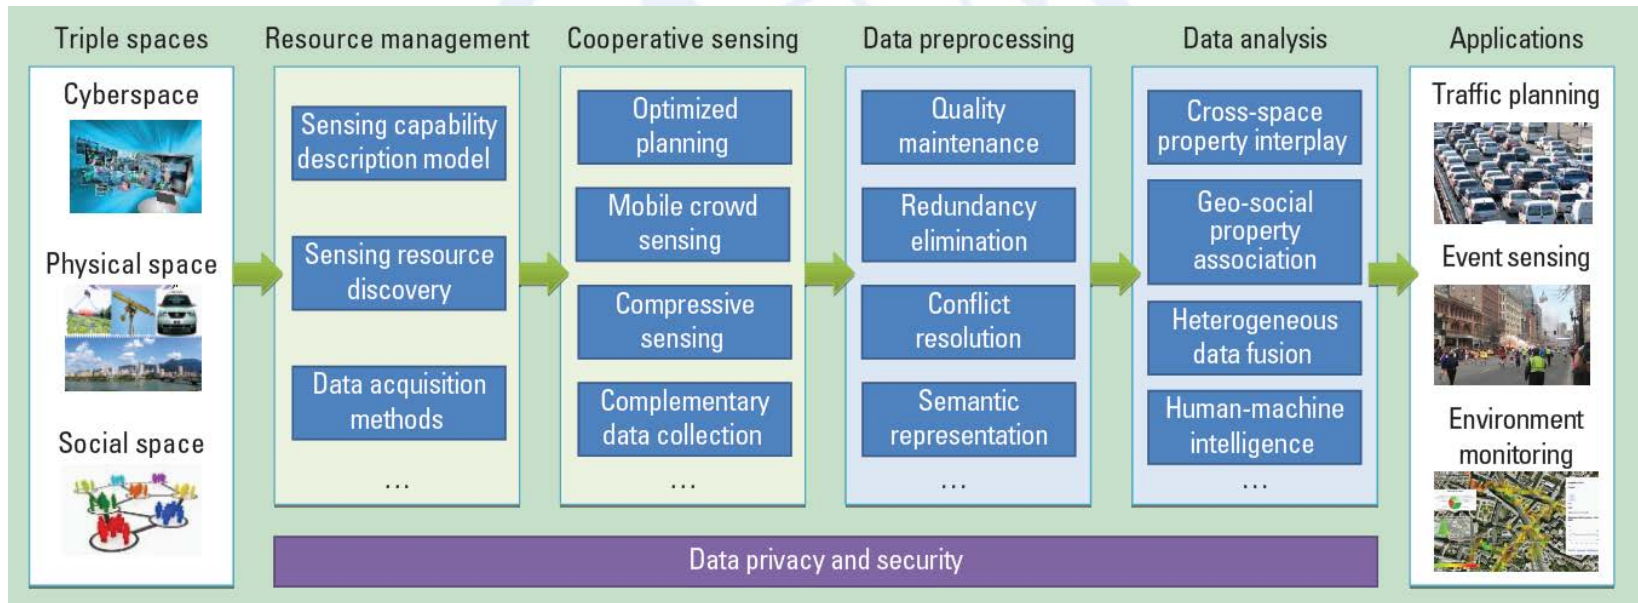 Triple spaces
Cyberspace
Physical space
Social space
Resource management
Sensing capability
description model
Sensing resource
discovery
Data acquisition
methods
...
Cooperative sensing
Optimized
planning
Mobile crowd
sensing
Compressive
sensing
Complementary
data collection
...
Data preprocessing
Quality
maintenance
Redundancy
elimination
Conflict
resolution
Semantic
representation
...
Data analysis
Cross-space
property interplay
Geo-social
property
association
Heterogeneous
data fusion
Human-machine
intelligence
...
Applications
Traffic planning
Event sensing
Environment
monitoring
Data privacy and security